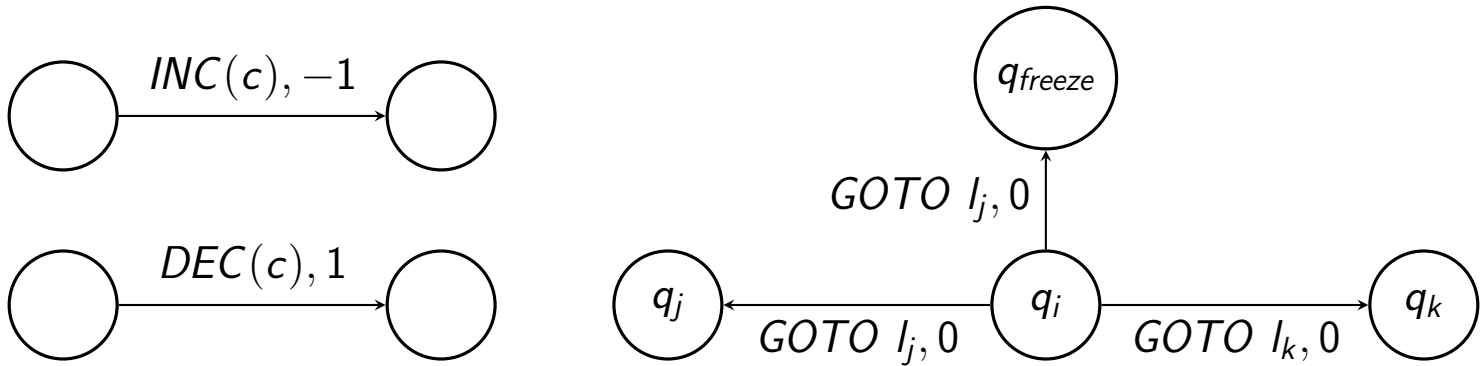 INC(c), −1
DEC(c), 1
q_freeze
GOTO l_j, 0
q_j
q_i
q_k
GOTO l_j, 0
GOTO l_k, 0